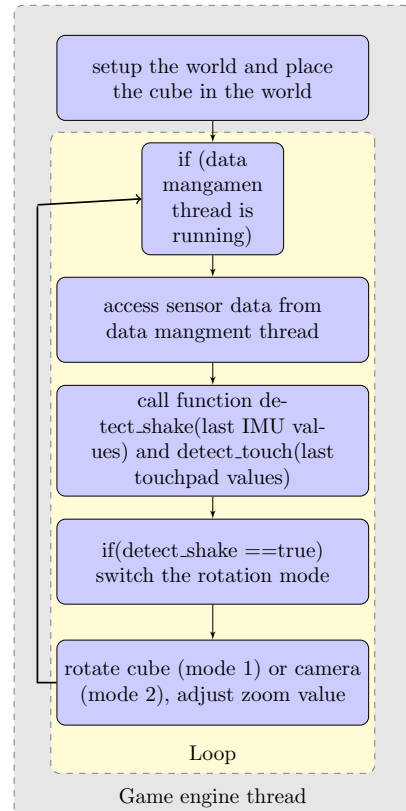 setup the world and place
the cube in the world
if (data
mangamen
thread is
running)
access sensor data from
data mangment thread
call function de-
tect_shake(last IMU val-
ues) and detect_touch(last
touchpad values)
if(detect_shake ==true)
switch the rotation mode
rotate cube (mode 1) or camera
(mode 2), adjust zoom value
Loop
Game engine thread